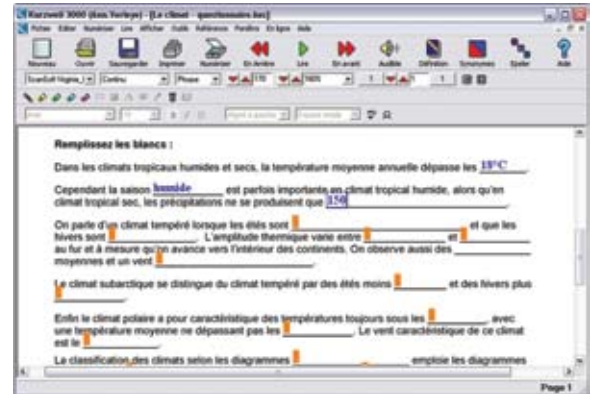 Kurzweil 3000 - [Le climat - questionnaire.kes]
Fichier Editer Numériser Lire Afficher Outils Références Fenêtre En ligne Aide
Nouveau Ouvrir Sauvegarder Imprimer Numériser En Arrière Lire En avant Audible Définition Synonymes Epeler Aide
Continu Phrase 170 160% 1 1
Remplissez les blancs :
Dans les climats tropicaux humides et secs, la température moyenne annuelle dépasse les 18°C.
Cependant la saison humide est parfois importante en climat tropical humide, alors qu'en
climat tropical sec, les précipitations ne se produisent que 150.
On parle d'un climat tempéré lorsque les étés sont et que les
hivers sont . L'amplitude thermique varie entre et
au fur et à mesure qu'on avance vers l'intérieur des continents. On observe aussi des
moyennes et un vent .
Le climat subarctique se distingue du climat tempéré par des étés moins et des hivers plus
.
Enfin le climat polaire a pour caractéristique des températures toujours sous les , avec
une température moyenne ne dépassant pas les . Le vent caractéristique de ce climat
est le .
La classification des climats selon les diagrammes emploie les diagrammes
Page 1